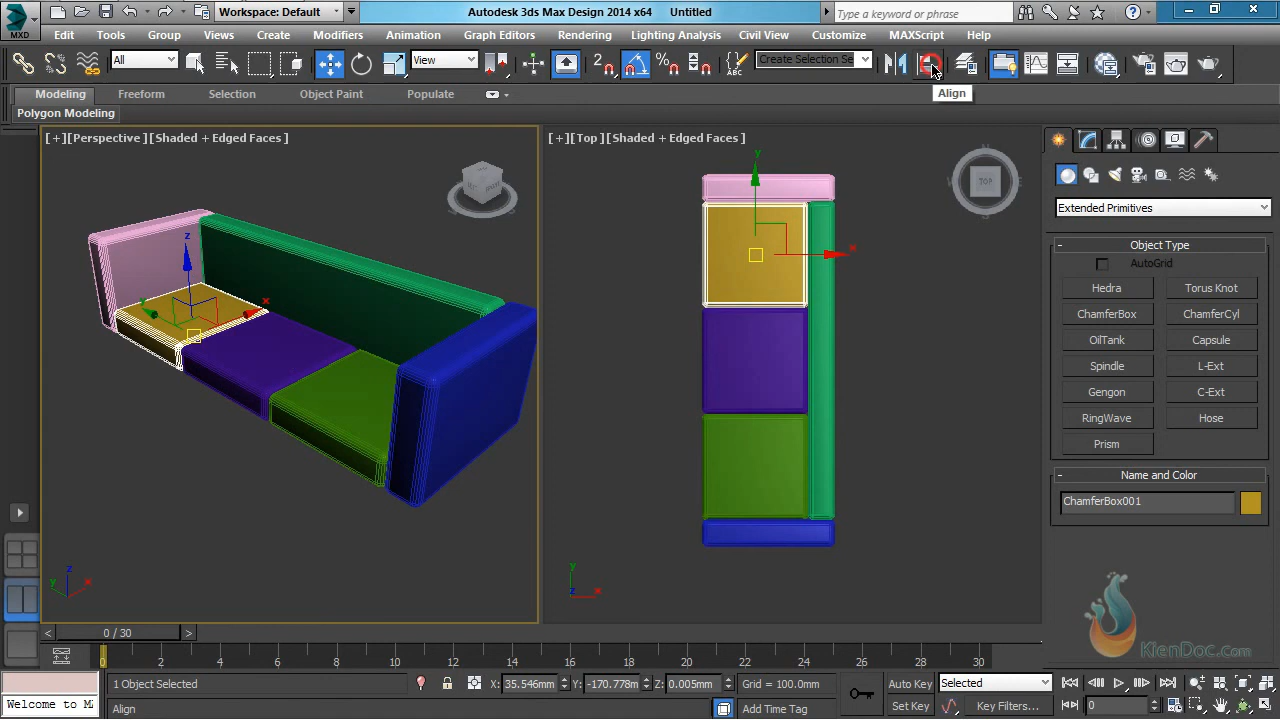 MXD
Workspace: Default
Autodesk 3ds Max Design 2014 x64 Untitled
Type a keyword or phrase
Edit Tools Group Views Create Modifiers Animation Graph Editors Rendering Lighting Analysis Civil View Customize MAXScript Help
All
View
2
Create Selection Se
Align
Modeling Freeform Selection Object Paint Populate
Polygon Modeling
[+][Perspective][Shaded + Edged Faces]
[+][Top][Shaded + Edged Faces]
TOP
Extended Primitives
Object Type
AutoGrid
Hedra Torus Knot
ChamferBox ChamferCyl
OilTank Capsule
Spindle L-Ext
Gengon C-Ext
RingWave Hose
Prism
Name and Color
ChamferBox001
z
y
x
y
x
z
y
x
y
z
x
KienDoc.com
0 / 30
0 2 4 6 8 10 12 14 16 18 20 22 24 26 28 30
1 Object Selected
X: 35.546mm Y: -170.778m Z: 0.005mm Grid = 100.0mm
Auto Key Selected
Welcome to MA
Align
Add Time Tag
Set Key Key Filters...
0